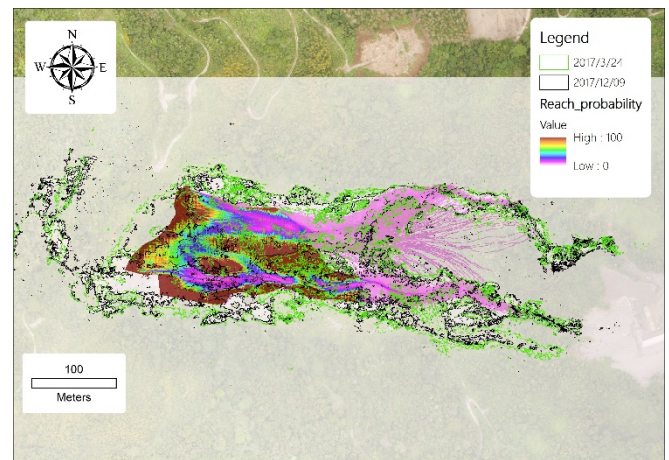 N
W E
S
Legend
2017/3/24
2017/12/09
Reach_probability
Value
High : 100
Low : 0
100
Meters